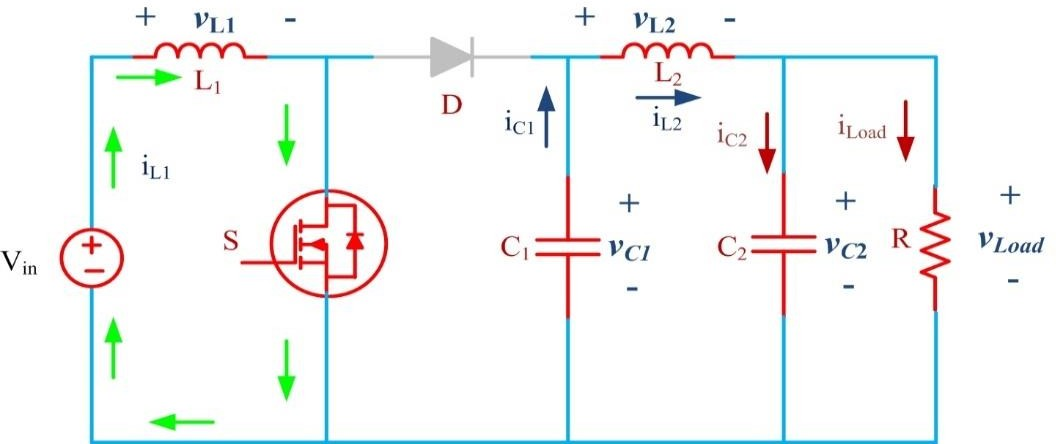 + vL1 -
L1
+ vL2 -
L2
D
iC1
iL2
iC2
iLoad
iL1
Vin
+
−
S
C1
+
vC1
-
C2
+
vC2
-
R
+
vLoad
-